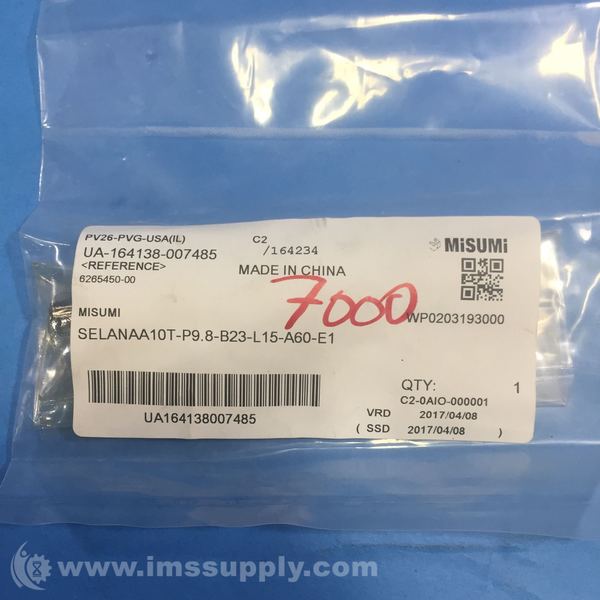 PV26-PVG-USA(IL) C2
UA-164138-007485 /164234
MiSUMi
<REFERENCE> MADE IN CHINA
6265450-00
7000
MISUMI WP0203193000
SELANAA10T-P9.8-B23-L15-A60-E1
QTY: 1
C2-0AIO-000001
UA164138007485 VRD 2017/04/08
( SSD 2017/04/08 )
www.imssupply.com